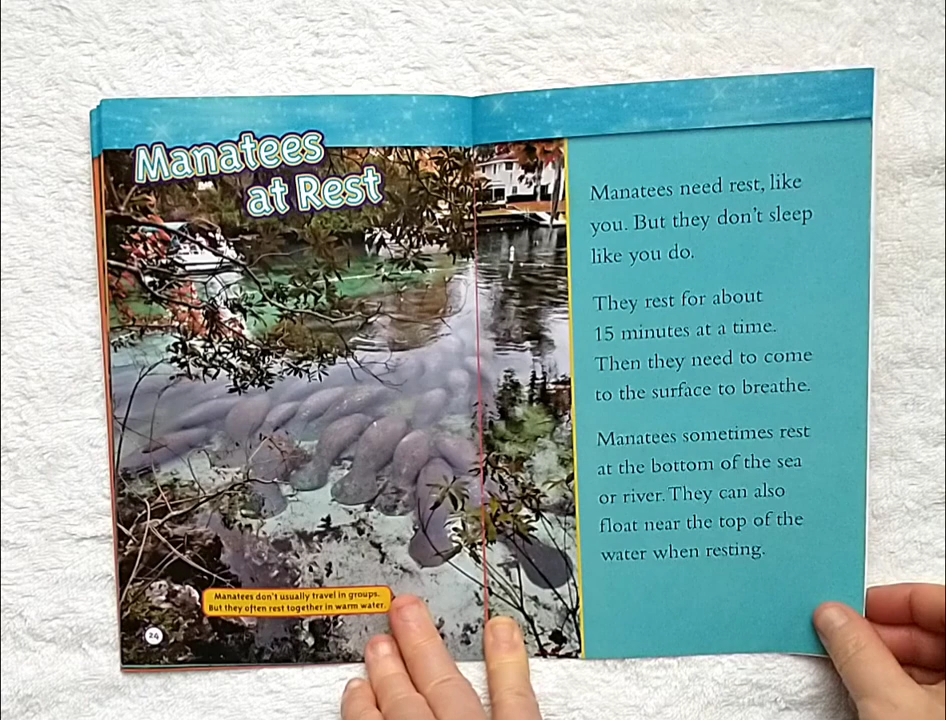 Manatees
at Rest
Manatees don't usually travel in groups.
But they often rest together in warm water.
24
Manatees need rest, like
you. But they don't sleep
like you do.
They rest for about
15 minutes at a time.
Then they need to come
to the surface to breathe.
Manatees sometimes rest
at the bottom of the sea
or river. They can also
float near the top of the
water when resting.